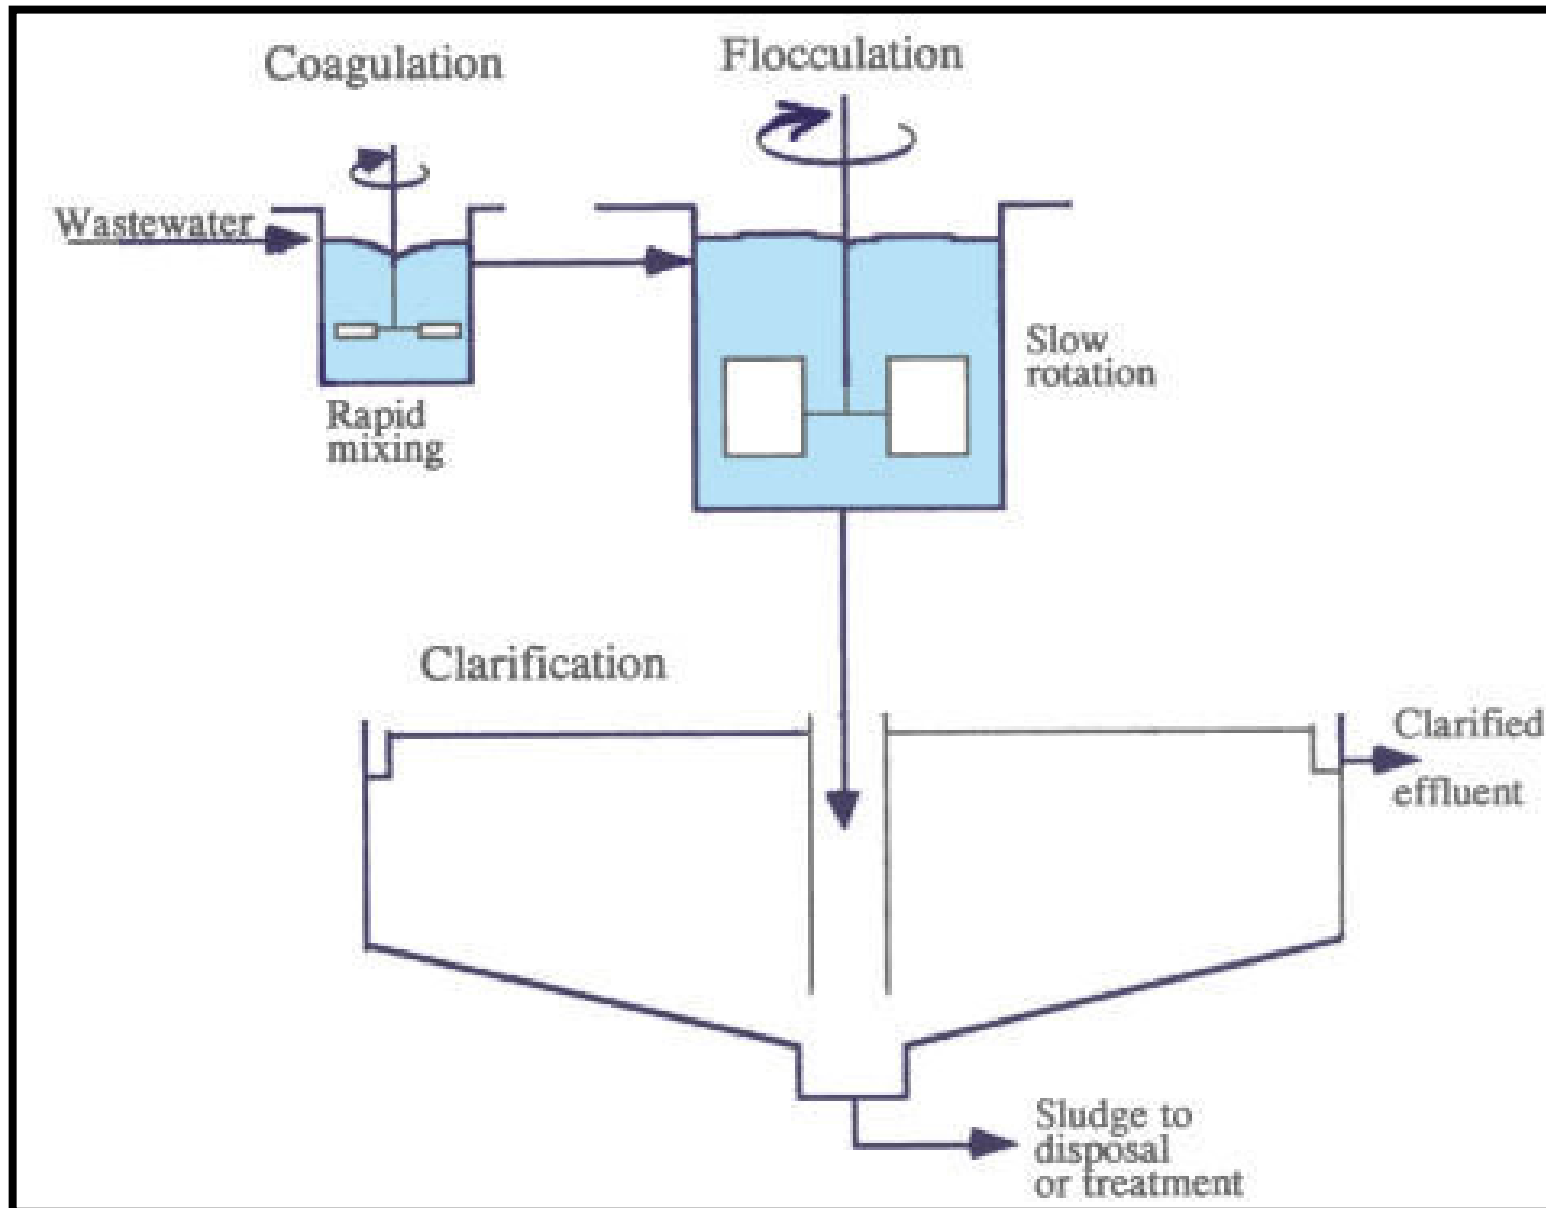 Coagulation
Flocculation
Wastewater
Rapid
mixing
Slow
rotation
Clarification
Clarified
effluent
Sludge to
disposal
or treatment